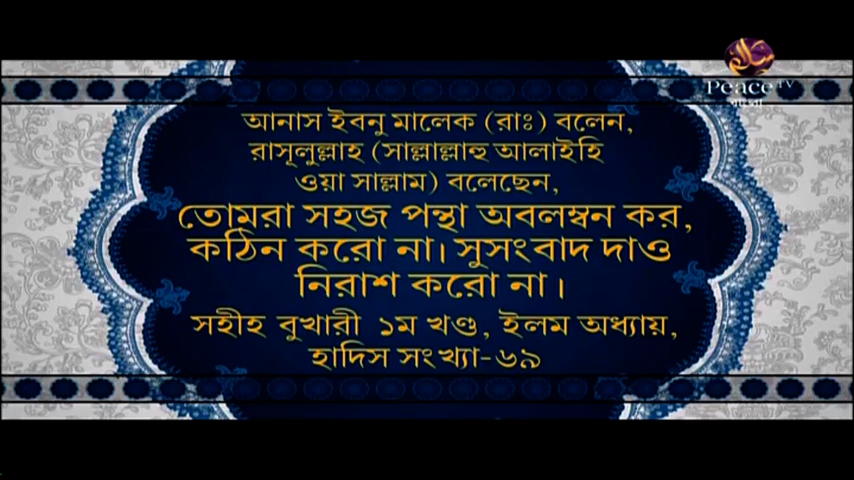 Peace TV
বাংলা
আনাস ইবনু মালেক (রাঃ) বলেন,
রাসূলুল্লাহ (সাল্লাল্লাহু আলাইহি
ওয়া সাল্লাম) বলেছেন,
তোমরা সহজ পন্থা অবলম্বন কর,
কঠিন করো না। সুসংবাদ দাও
নিরাশ করো না।
সহীহ বুখারী ১ম খণ্ড, ইলম অধ্যায়,
হাদিস সংখ্যা-৬৯